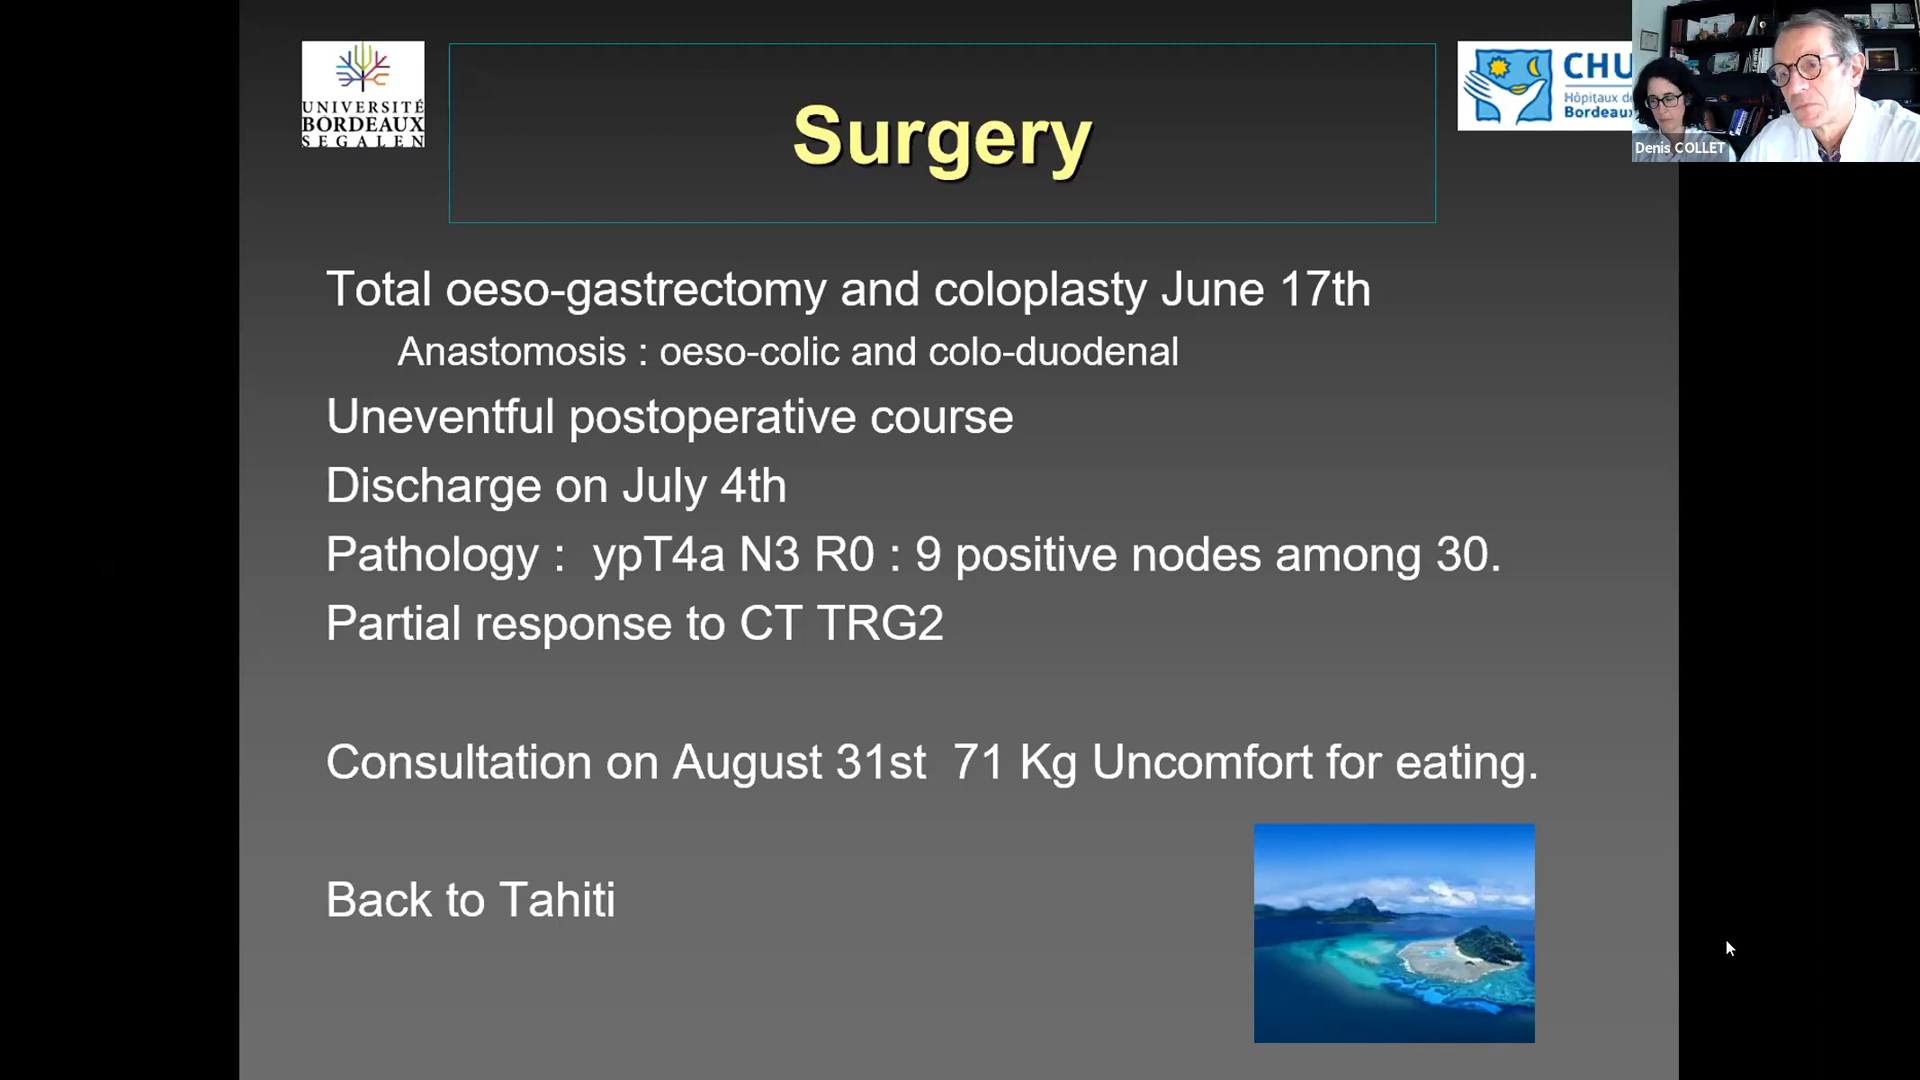 UNIVERSITÉ
BORDEAUX
SEGALEN
Surgery
CHU
Hôpitaux de
Bordeaux
Denis COLLET
Total oeso-gastrectomy and coloplasty June 17th
Anastomosis : oeso-colic and colo-duodenal
Uneventful postoperative course
Discharge on July 4th
Pathology :  ypT4a N3 R0 : 9 positive nodes among 30.
Partial response to CT TRG2
Consultation on August 31st  71 Kg Uncomfort for eating.
Back to Tahiti